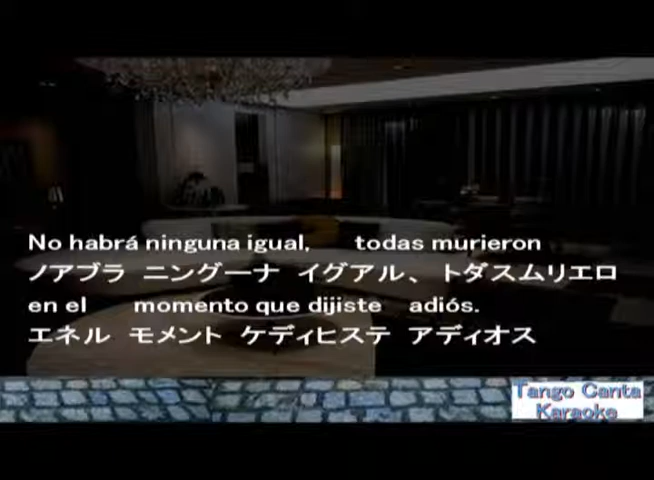 No habrá ninguna igual, todas murieron
ノアブラ ニングーナ イグアル、トダスムリエロ
en el momento que dijiste adiós.
エネル モメント ケディヒステ アディオス
Tango Canta
Karaoke